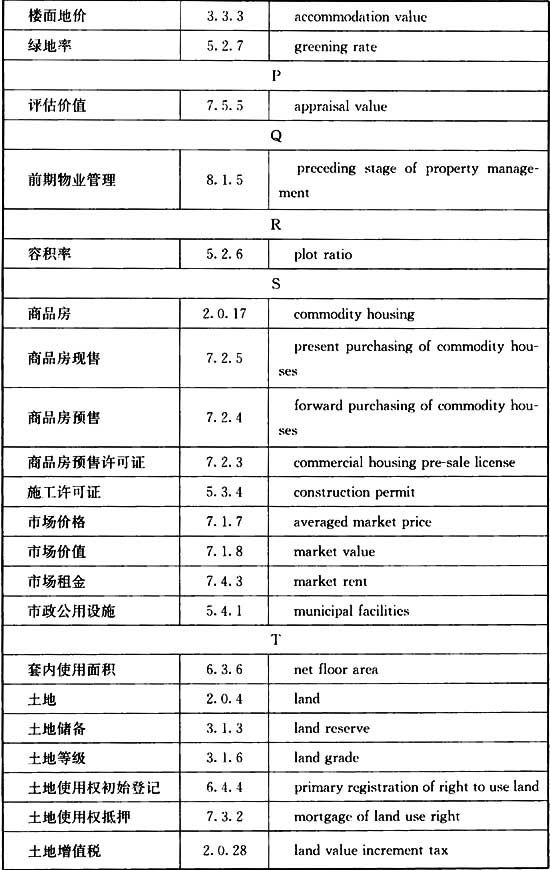 楼面地价 3.3.3 accommodation value
绿地率 5.2.7 greening rate
P
评估价值 7.5.5 appraisal value
Q
前期物业管理 8.1.5 preceding stage of property manage-
ment
R
容积率 5.2.6 plot ratio
S
商品房 2.0.17 commodity housing
商品房现售 7.2.5 present purchasing of commodity hou-
ses
商品房预售 7.2.4 forward purchasing of commodity hou-
ses
商品房预售许可证 7.2.3 commercial housing pre-sale license
施工许可证 5.3.4 construction permit
市场价格 7.1.7 averaged market price
市场价值 7.1.8 market value
市场租金 7.4.3 market rent
市政公用设施 5.4.1 municipal facilities
T
套内使用面积 6.3.6 net floor area
土地 2.0.4 land
土地储备 3.1.3 land reserve
土地等级 3.1.6 land grade
土地使用权初始登记 6.4.4 primary registration of right to use land
土地使用权抵押 7.3.2 mortgage of land use right
土地增值税 2.0.28 land value increment tax